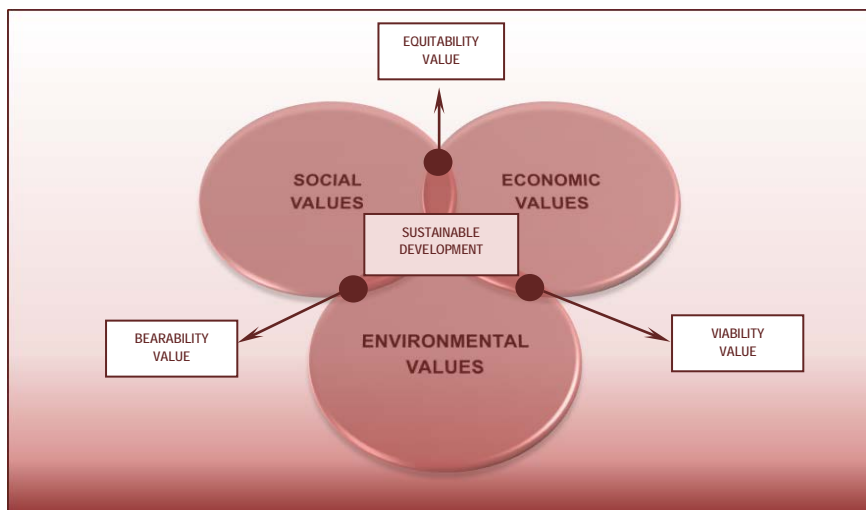 EQUITABILITY
VALUE
SOCIAL
VALUES
ECONOMIC
VALUES
SUSTAINABLE
DEVELOPMENT
BEARABILITY
VALUE
ENVIRONMENTAL
VALUES
VIABILITY
VALUE